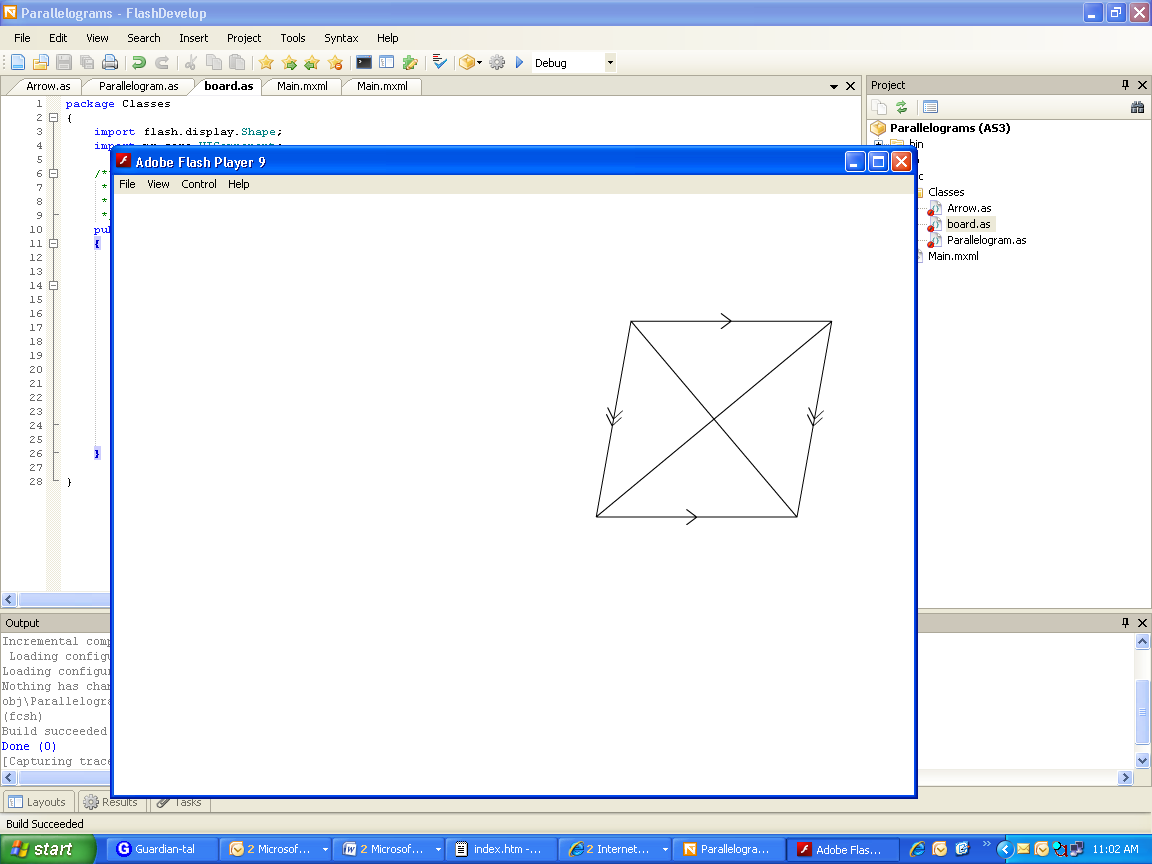 Parallelograms - FlashDevelop
File Edit View Search Insert Project Tools Syntax Help
Debug
Arrow.as Parallelogram.as board.as Main.mxml Main.mxml
Project
1 package Classes
2 {
3 import flash.display.Shape;
4
5
6 /**
7 *
8 *
9 *
10
11 {
12
13
14
15
16
17
18
19
20
21
22
23
24
25
26 }
27
28 }
Parallelograms (AS3)
bin
Classes
Arrow.as
board.as
Parallelogram.as
Main.mxml
Adobe Flash Player 9
File View Control Help
Output
Incremental comp
Loading configu
Loading configur
Nothing has chan
obj\Parallelogra
(fcsh)
Build succeeded
Done (0)
[Capturing trace
Layouts Results Tasks
Build Succeeded
start Guardian-tal 2 Microsof... 2 Microsof... index.htm -... 2 Internet... Parallelogra... Adobe Flas... 11:02 AM